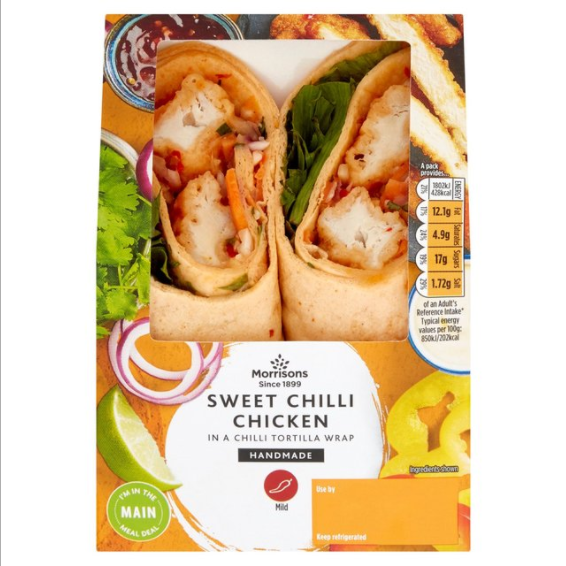 A pack
provides...
ENERGY
1802kJ
428kcal
21%
Fat
12.1g
17%
Saturates
4.9g
24%
Sugars
17g
19%
Salt
1.72g
29%
of an Adult's
Reference Intake*
Typical energy
values per 100g:
850kJ/202kcal
Morrisons
Since 1899
SWEET CHILLI
CHICKEN
IN A CHILLI TORTILLA WRAP
HANDMADE
Mild
I'M IN THE
MAIN
MEAL DEAL
Ingredients shown
Use by
Keep refrigerated